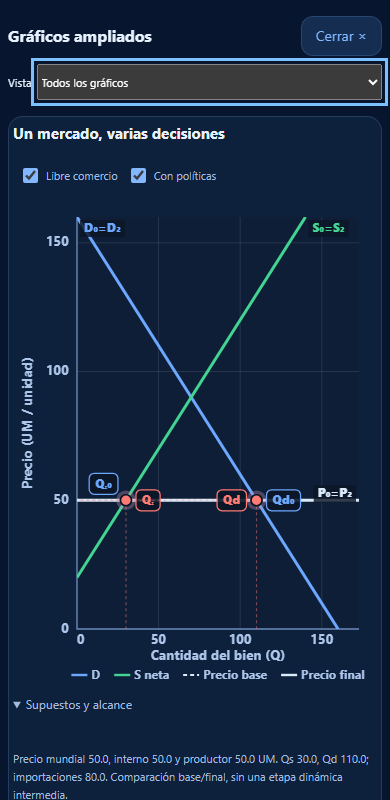 Gráficos ampliados
Cerrar ×
Vista
Todos los gráficos
Un mercado, varias decisiones
Libre comercio
Con políticas
D₀=D₂
S₀=S₂
150
100
50
0
Precio (UM / unidad)
Qₛ₀
Qₛ
Qd
Qd₀
P₀=P₂
0
50
100
150
Cantidad del bien (Q)
D
S neta
Precio base
Precio final
▼ Supuestos y alcance
Precio mundial 50.0, interno 50.0 y productor 50.0 UM. Qs 30.0, Qd 110.0;
importaciones 80.0. Comparación base/final, sin una etapa dinámica
intermedia.